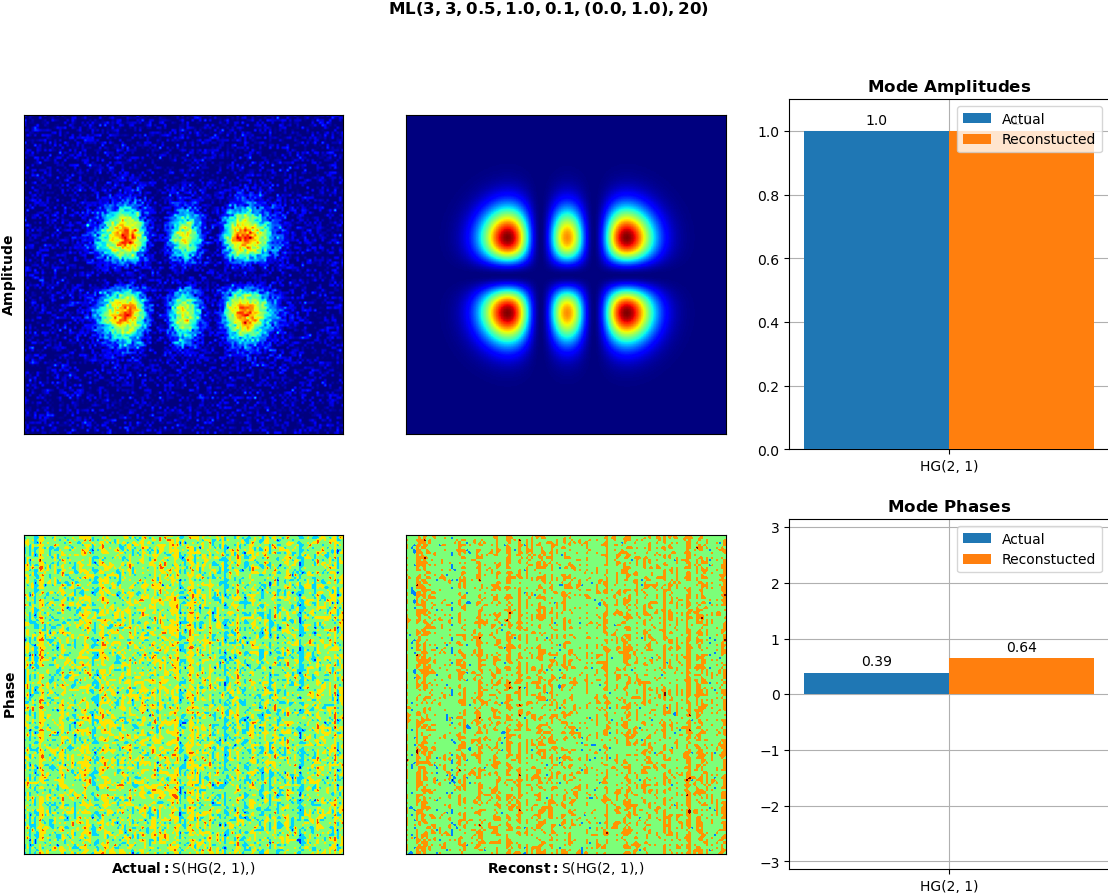 ML(3, 3, 0.5, 1.0, 0.1, (0.0, 1.0), 20)
Amplitude
Mode Amplitudes
Actual
Reconstucted
1.0
1.0
0.8
0.6
0.4
0.2
0.0
HG(2, 1)
Phase
Actual: S(HG(2, 1),)
Reconst: S(HG(2, 1),)
Mode Phases
Actual
Reconstucted
3
2
1
0
−1
−2
−3
0.39
0.64
HG(2, 1)